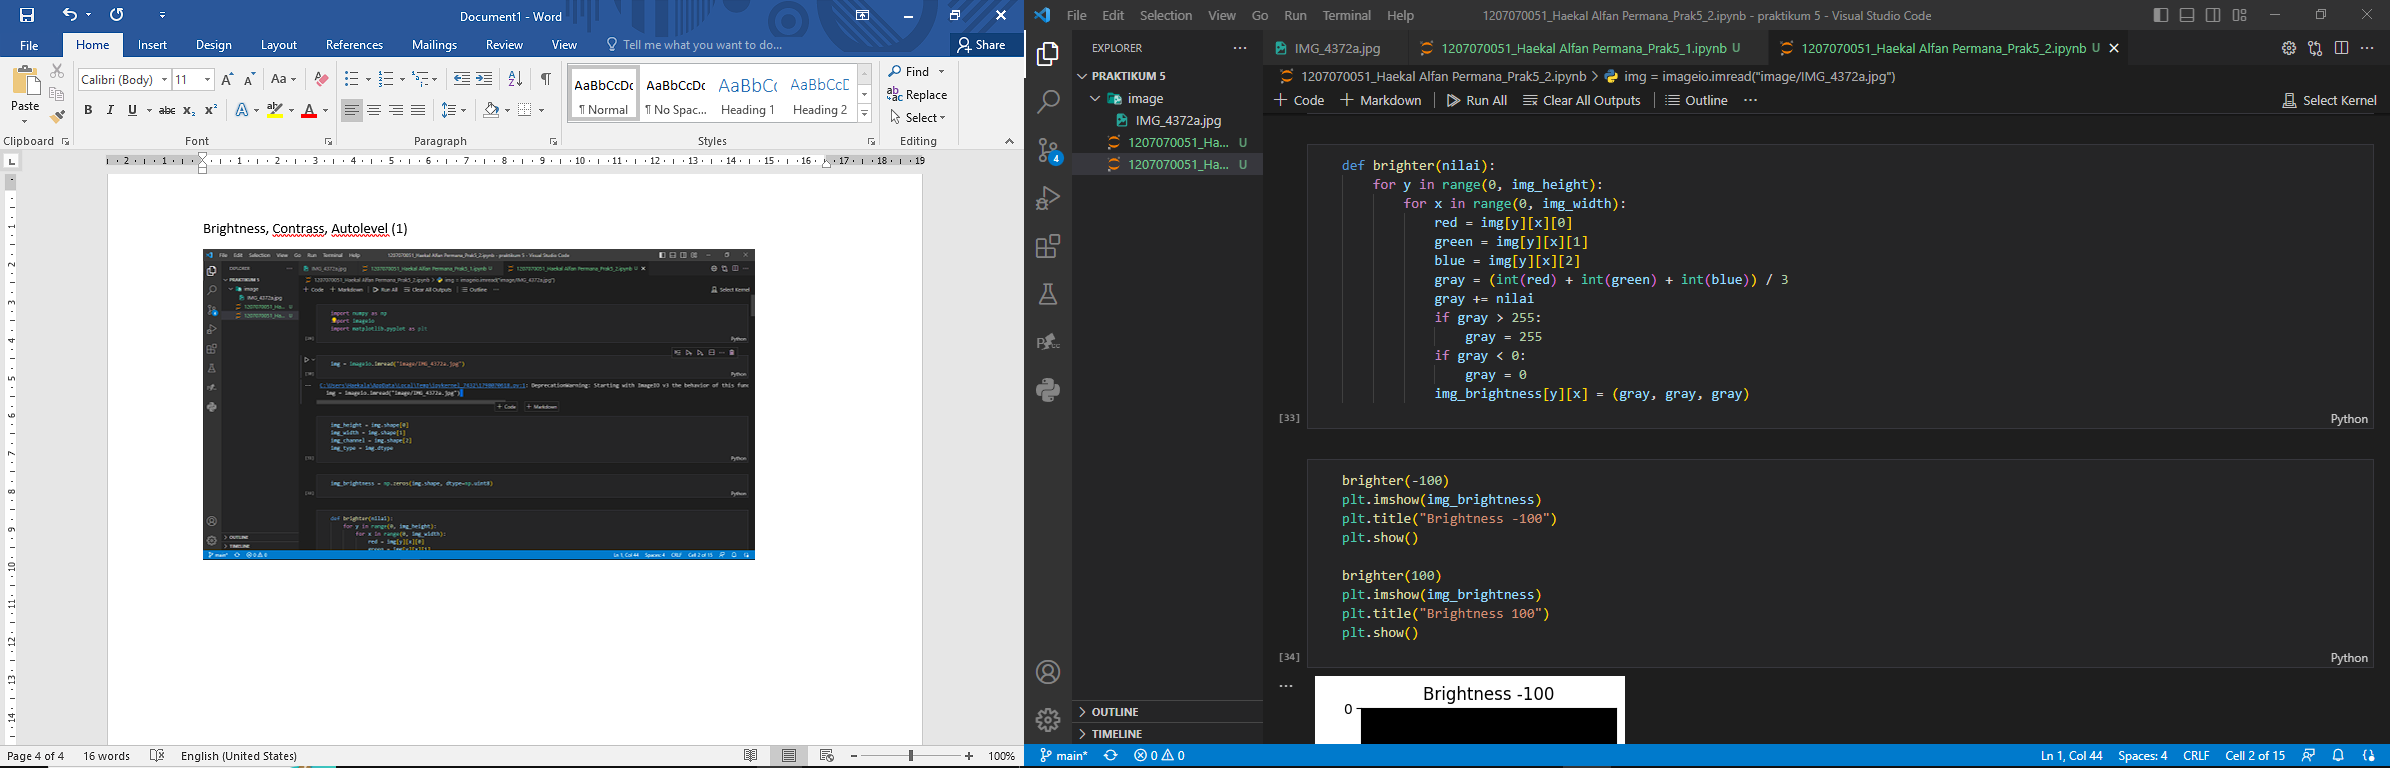 Document1 - Word
File Home Insert Design Layout References Mailings Review View Tell me what you want to do... Share
Paste
Calibri (Body) 11
Find
Replace
Select
AaBbCcDc AaBbCcDc AaBbCc AaBbCcD
¶ Normal ¶ No Spac... Heading 1 Heading 2
Clipboard Font Paragraph Styles Editing
Brightness, Contrass, Autolevel (1)
Page 4 of 4 16 words English (United States) 100%
File Edit Selection View Go Run Terminal Help
1207070051_Haekal Alfan Permana_Prak5_2.ipynb - praktikum 5 - Visual Studio Code
EXPLORER
PRAKTIKUM 5
image
IMG_4372a.jpg
1207070051_Ha... U
1207070051_Ha... U
OUTLINE
TIMELINE
IMG_4372a.jpg 1207070051_Haekal Alfan Permana_Prak5_1.ipynb U 1207070051_Haekal Alfan Permana_Prak5_2.ipynb U
1207070051_Haekal Alfan Permana_Prak5_2.ipynb > img = imageio.imread("image/IMG_4372a.jpg")
+ Code + Markdown Run All Clear All Outputs Outline ... Select Kernel
def brighter(nilai):
for y in range(0, img_height):
for x in range(0, img_width):
red = img[y][x][0]
green = img[y][x][1]
blue = img[y][x][2]
gray = (int(red) + int(green) + int(blue)) / 3
gray += nilai
if gray > 255:
gray = 255
if gray < 0:
gray = 0
img_brightness[y][x] = (gray, gray, gray)
[33] Python
brighter(-100)
plt.imshow(img_brightness)
plt.title("Brightness -100")
plt.show()
brighter(100)
plt.imshow(img_brightness)
plt.title("Brightness 100")
plt.show()
[34] Python
Brightness -100
0
main* 0 0 Ln 1, Col 44 Spaces: 4 CRLF Cell 2 of 15